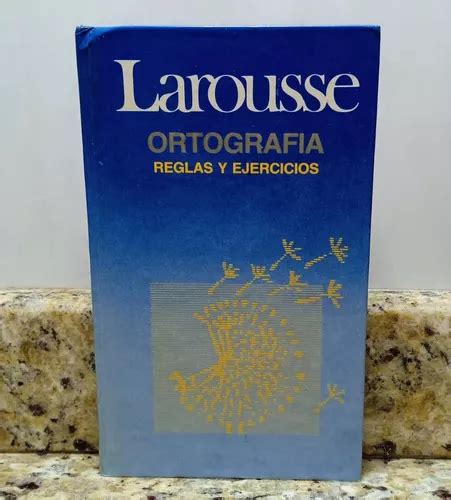 Larousse
ORTOGRAFIA
REGLAS Y EJERCICIOS